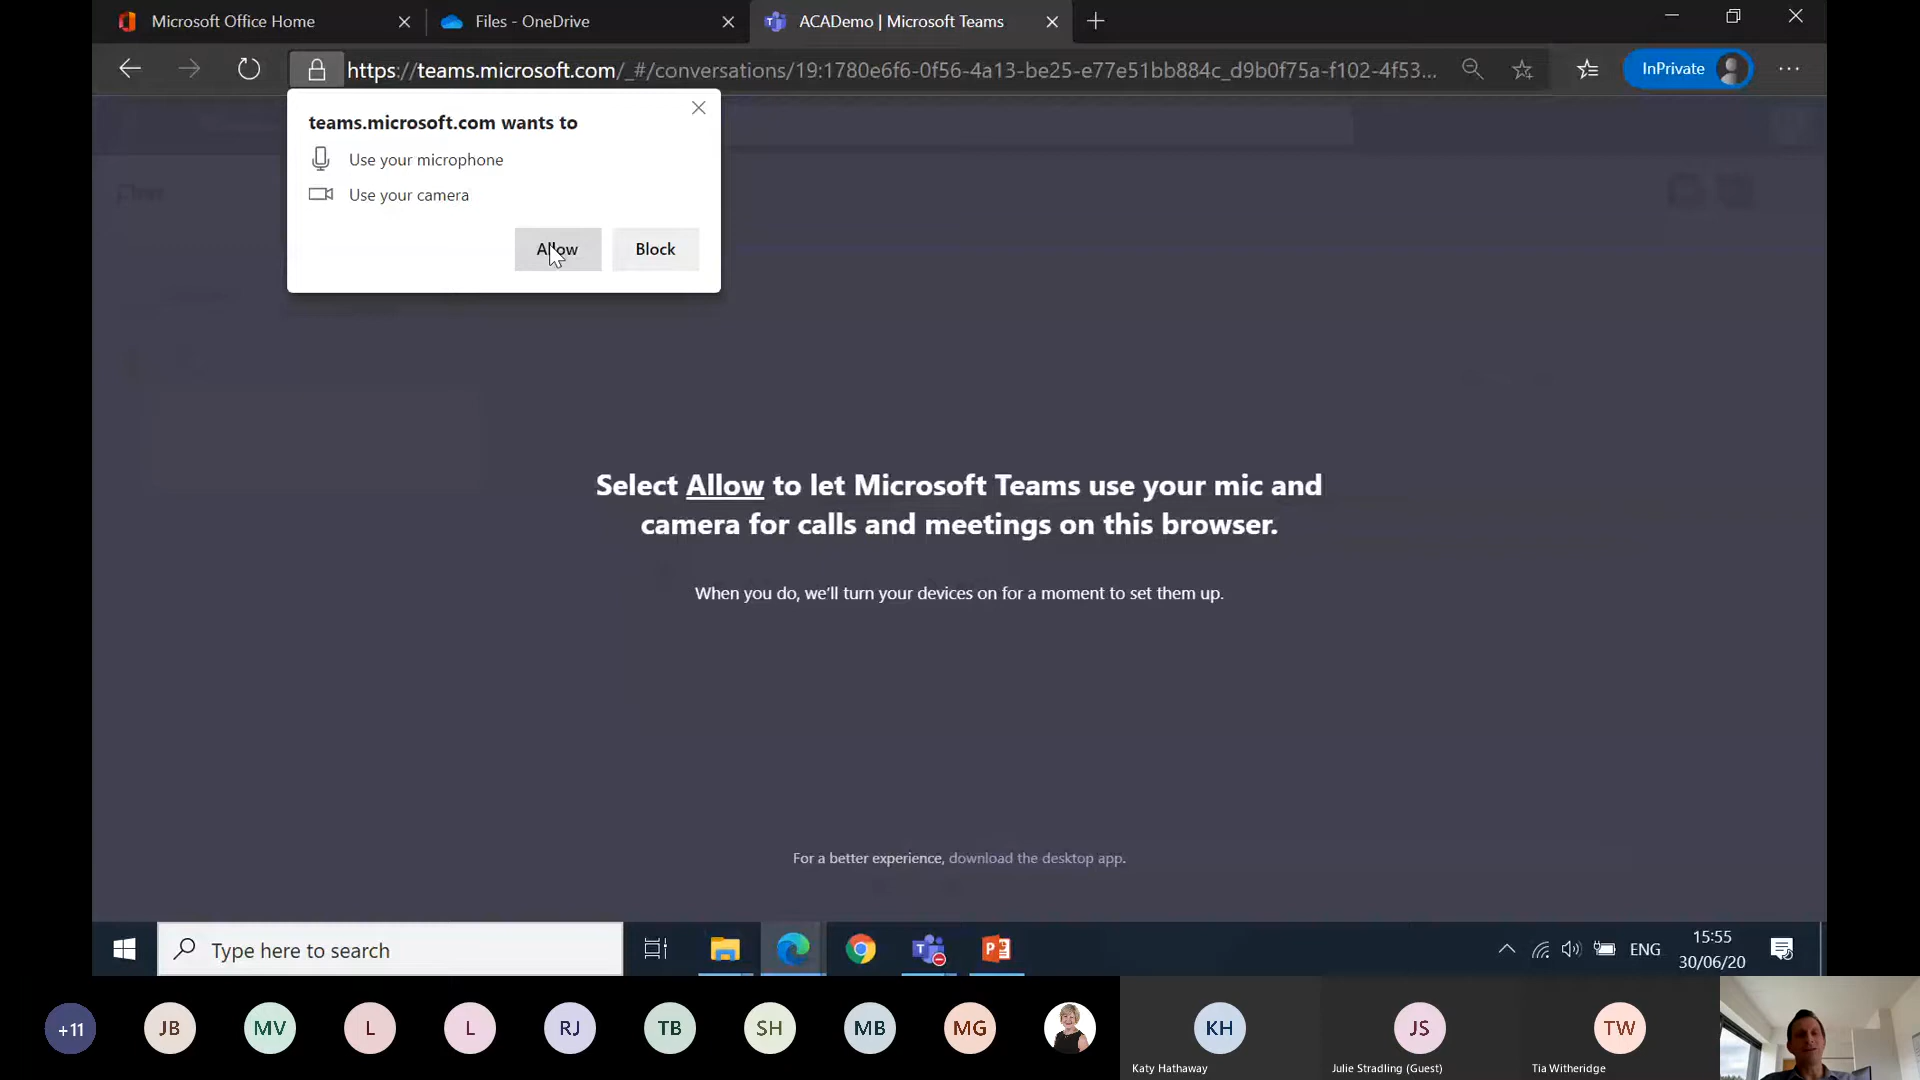 Microsoft Office Home
Files - OneDrive
ACADemo | Microsoft Teams
https://teams.microsoft.com/_#/conversations/19:1780e6f6-0f56-4a13-be25-e77e51bb884c_d9b0f75a-f102-4f53...
InPrivate
teams.microsoft.com wants to
Use your microphone
Use your camera
Allow
Block
Select Allow to let Microsoft Teams use your mic and
camera for calls and meetings on this browser.
When you do, we'll turn your devices on for a moment to set them up.
For a better experience, download the desktop app.
Type here to search
ENG
15:55
30/06/20
+11
JB
MV
L
L
RJ
TB
SH
MB
MG
KH
JS
TW
Katy Hathaway
Julie Stradling (Guest)
Tia Witheridge